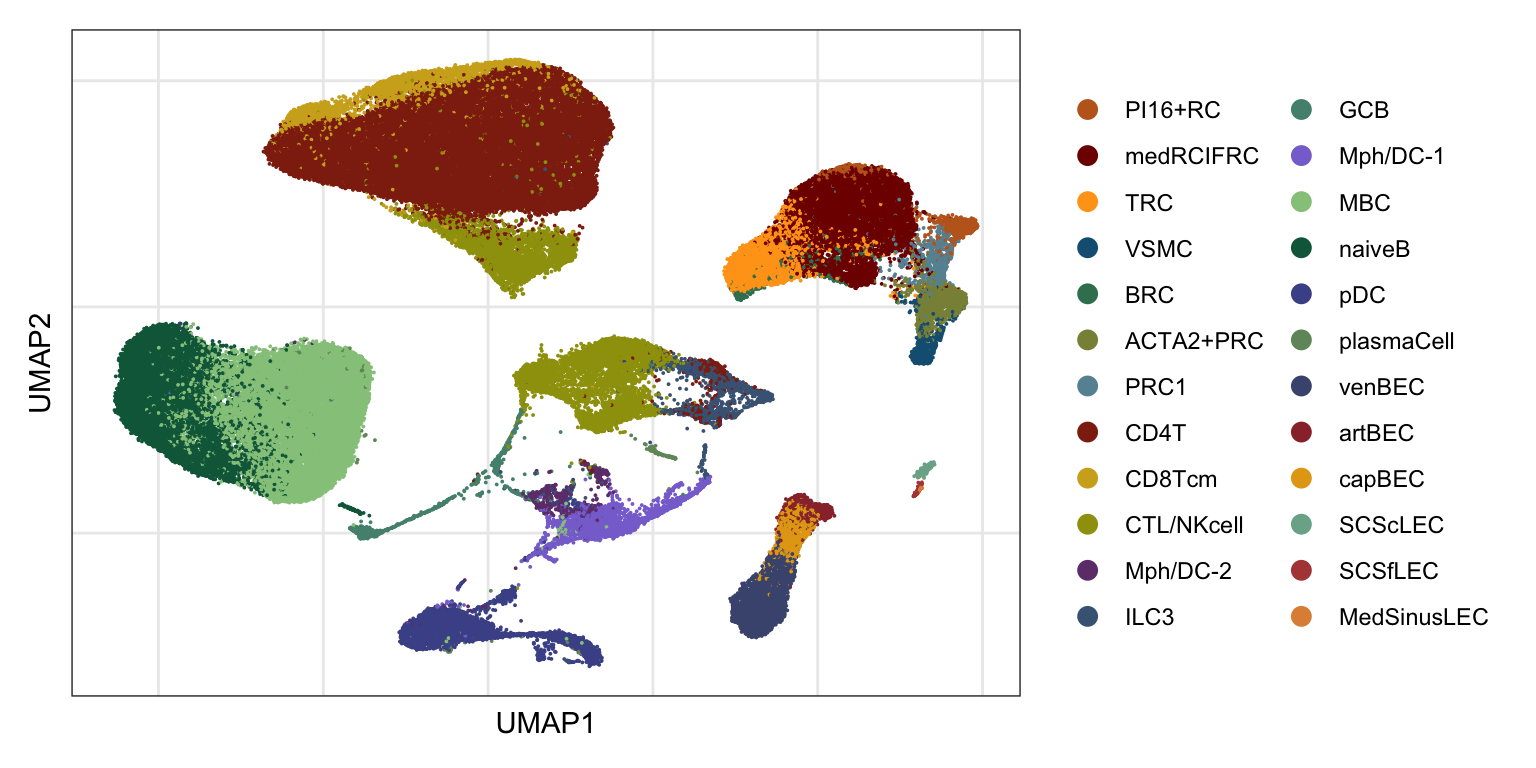 UMAP2
UMAP1
PI16+RC
medRCIFRC
TRC
VSMC
BRC
ACTA2+PRC
PRC1
CD4T
CD8Tcm
CTL/NKcell
Mph/DC-2
ILC3
GCB
Mph/DC-1
MBC
naiveB
pDC
plasmaCell
venBEC
artBEC
capBEC
SCScLEC
SCSfLEC
MedSinusLEC